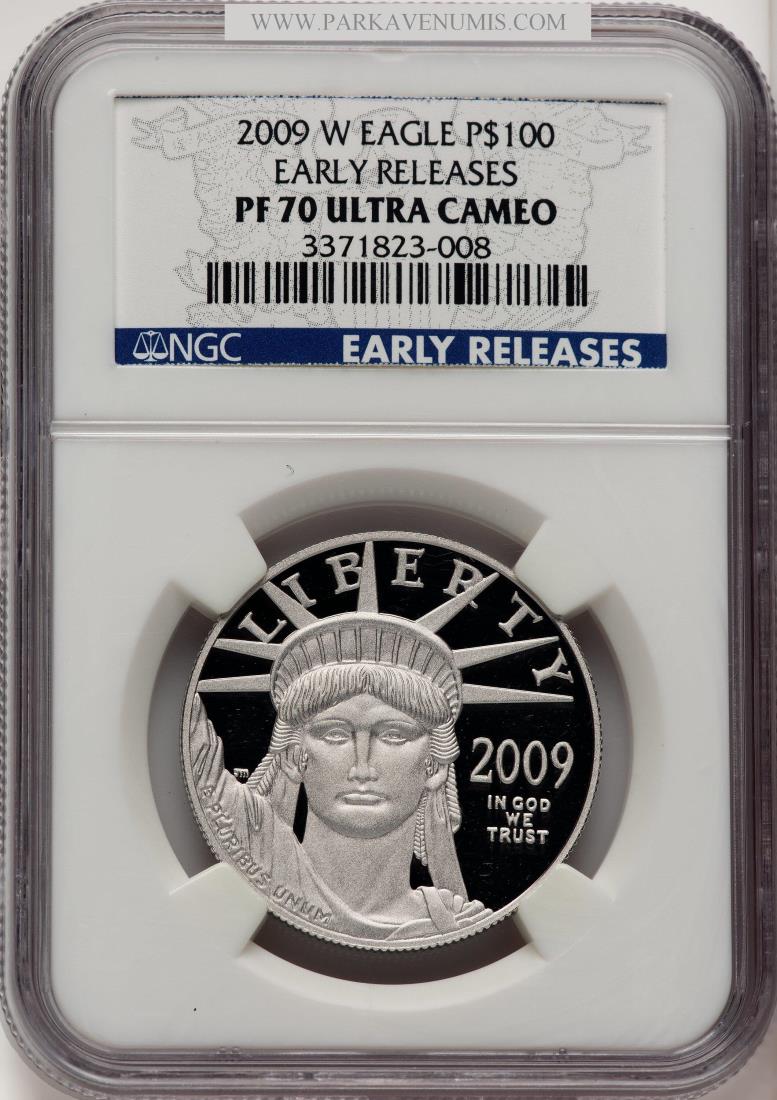 WWW.PARKAVENUMIS.COM
2009 W EAGLE P$100
EARLY RELEASES
PF 70 ULTRA CAMEO
3371823-008
NGC EARLY RELEASES
LIBERTY
2009
IN GOD
WE
TRUST
E PLURIBUS UNUM